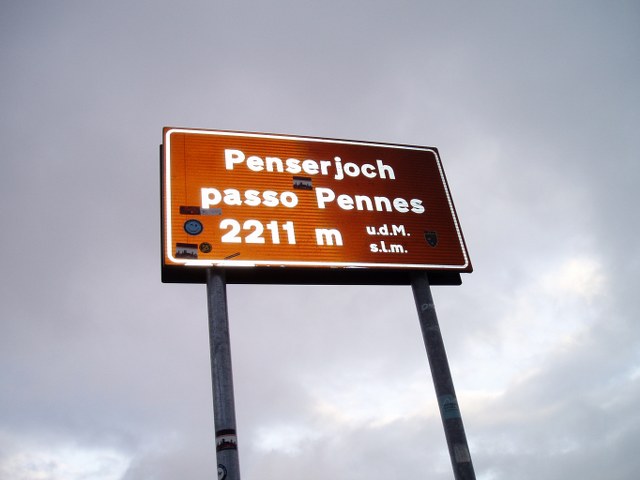 Penserjoch
passo Pennes
2211 m u.d.M.
s.l.m.